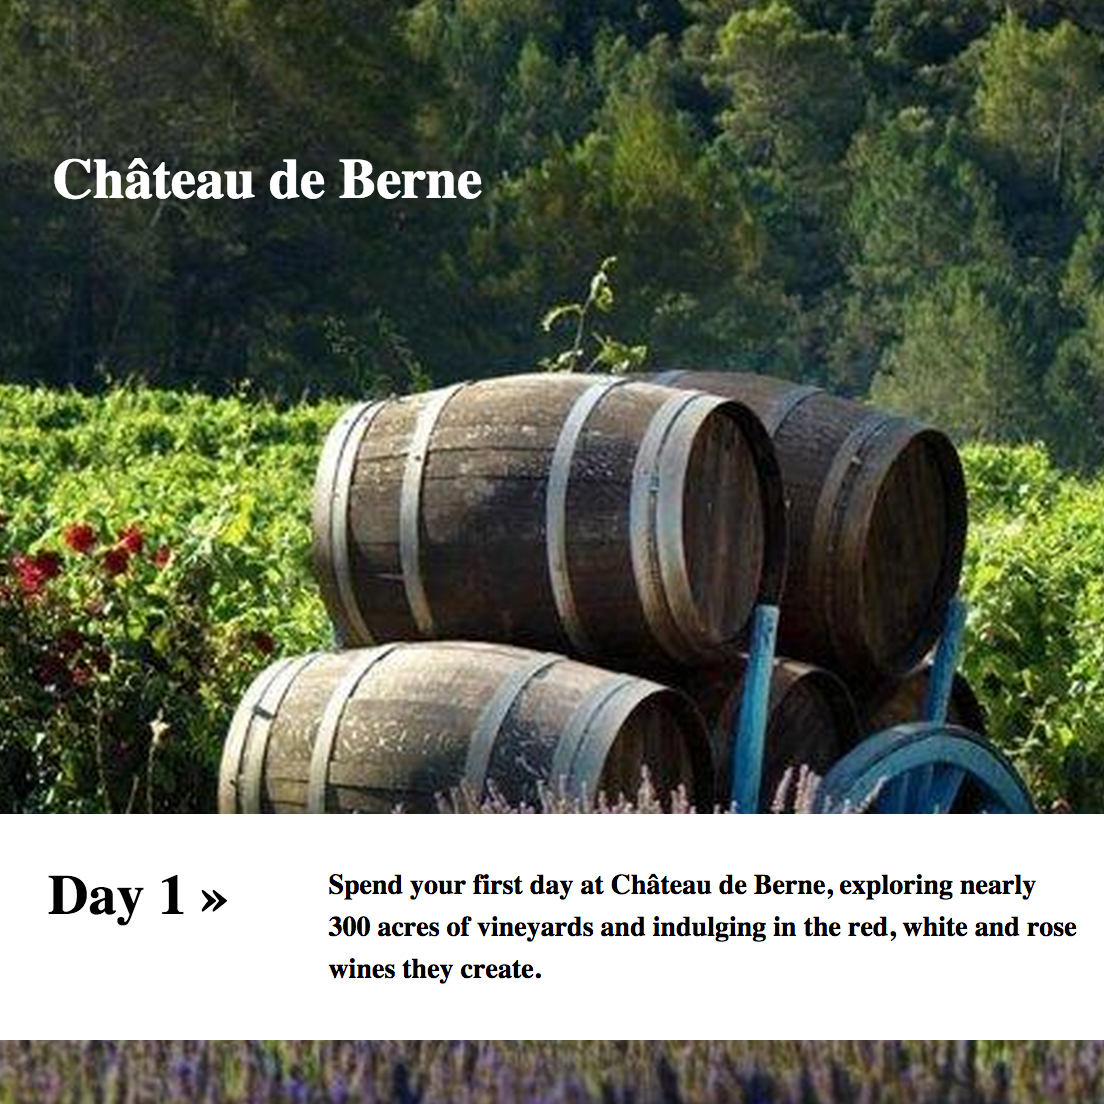 Château de Berne
Day 1 »
Spend your first day at Château de Berne, exploring nearly
300 acres of vineyards and indulging in the red, white and rose
wines they create.